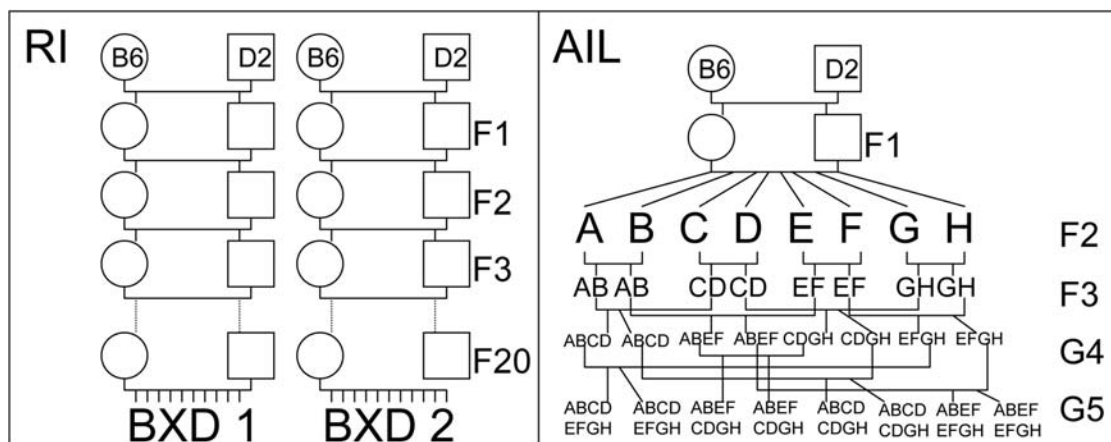 RI
B6 D2 B6 D2
F1
F2
F3
F20
BXD 1 BXD 2
AIL
B6 D2
F1
A B C D E F G H F2
AB AB CD CD EF EF GH GH F3
ABCD ABCD ABEF ABEF CDGH CDGH EFGH EFGH G4
ABCD ABCD ABEF ABEF ABCD ABCD ABEF ABEF G5
EFGH EFGH CDGH CDGH CDGH CDGH EFGH EFGH